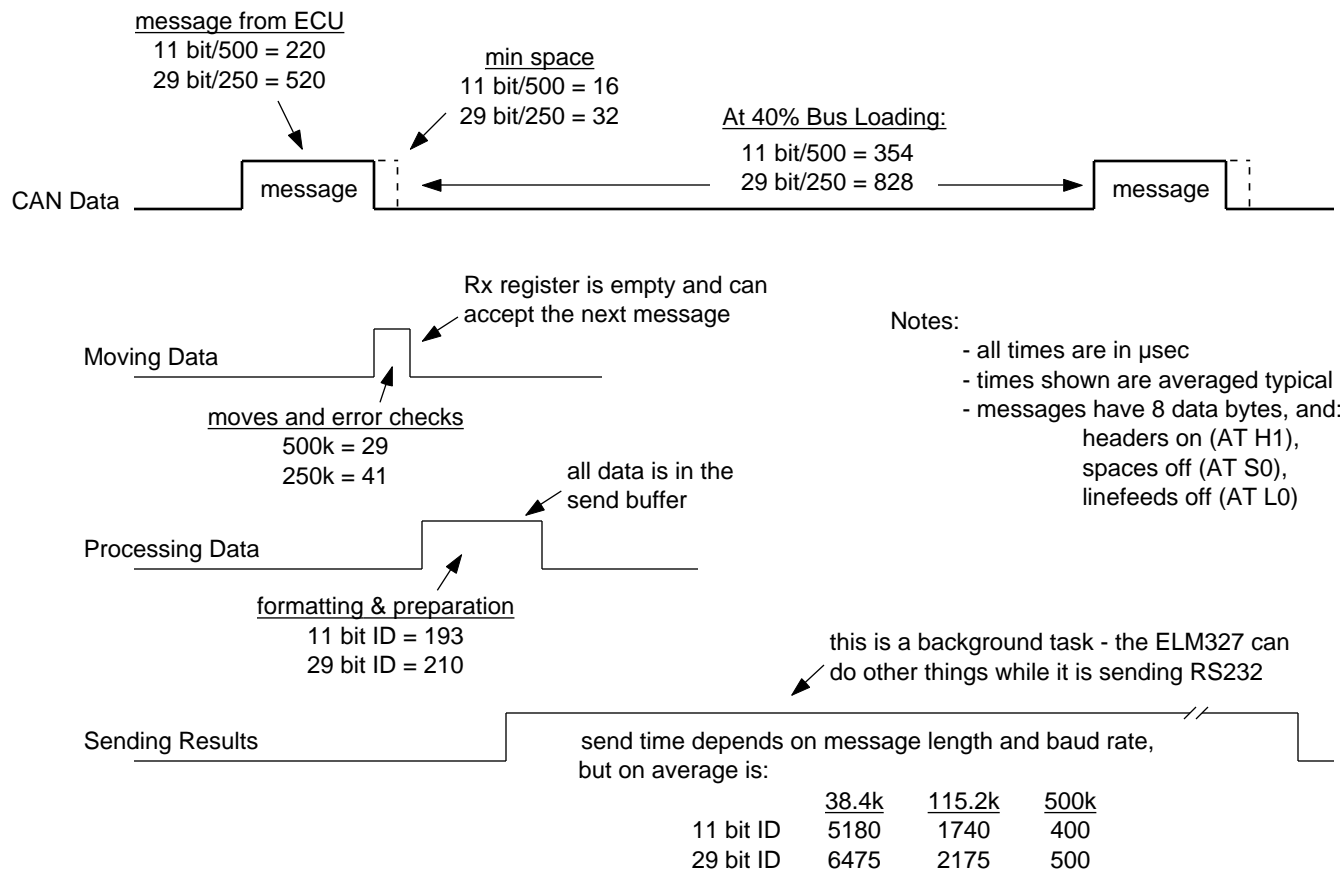 message from ECU
11 bit/500 = 220
29 bit/250 = 520
min space
11 bit/500 = 16
29 bit/250 = 32
At 40% Bus Loading:
11 bit/500 = 354
29 bit/250 = 828
CAN Data
message
message
Rx register is empty and can
accept the next message
Moving Data
moves and error checks
500k = 29
250k = 41
Notes:
- all times are in µsec
- times shown are averaged typical
- messages have 8 data bytes, and:
headers on (AT H1),
spaces off (AT S0),
linefeeds off (AT L0)
all data is in the
send buffer
Processing Data
formatting & preparation
11 bit ID = 193
29 bit ID = 210
this is a background task - the ELM327 can
do other things while it is sending RS232
Sending Results
send time depends on message length and baud rate,
but on average is:
38.4k 115.2k 500k
11 bit ID 5180 1740 400
29 bit ID 6475 2175 500